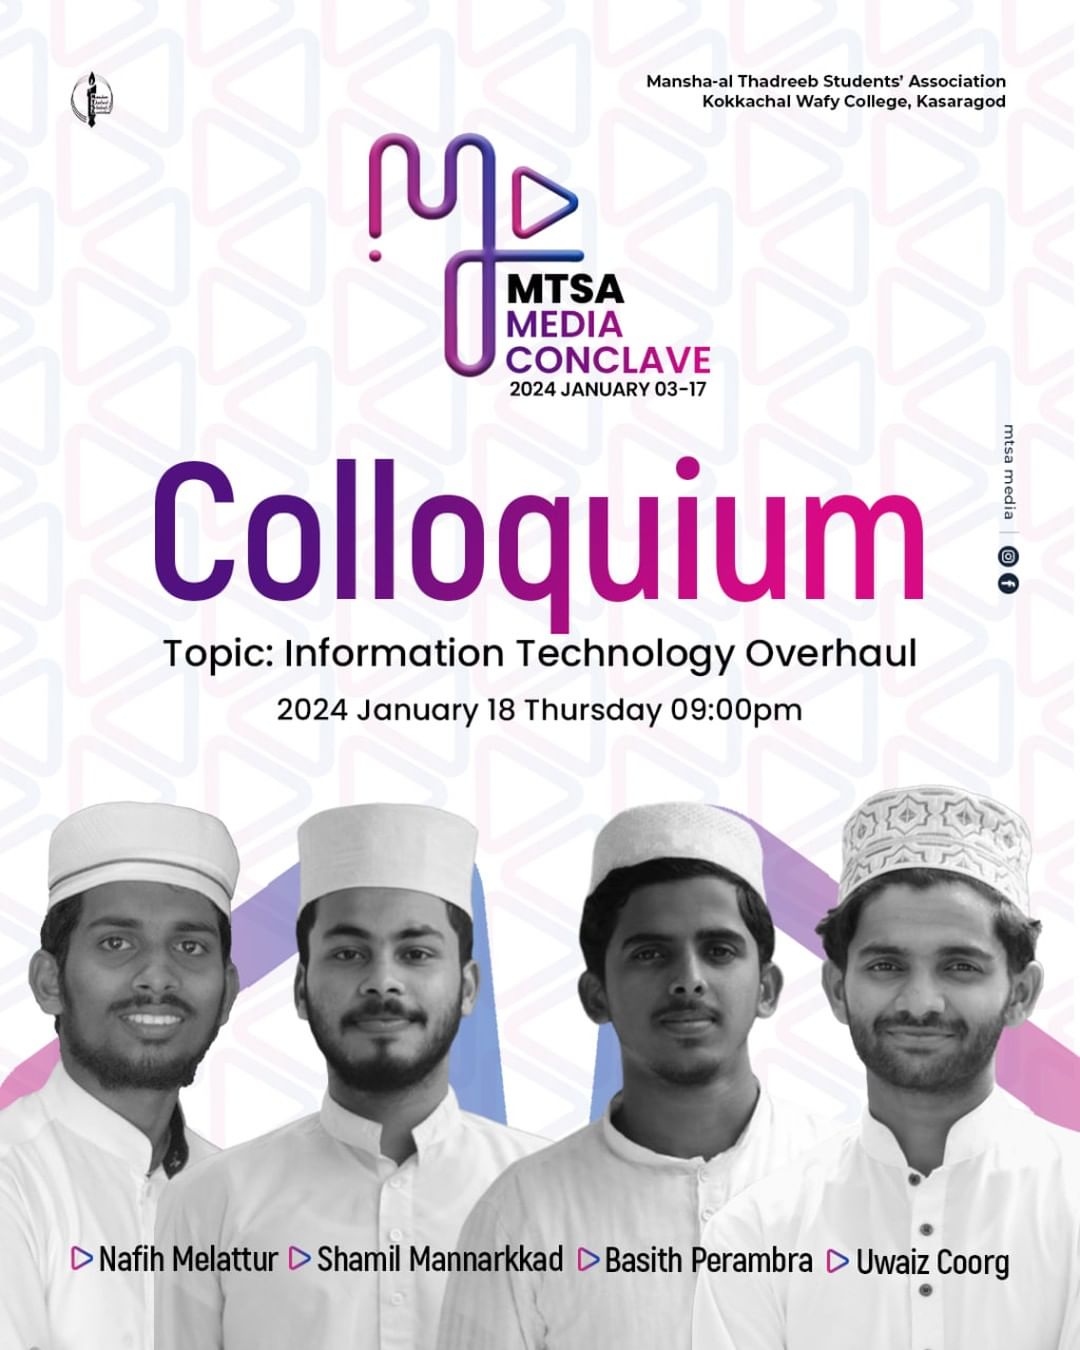 Mansha-al Thadreeb Students' Association
Kokkachal Wafy College, Kasaragod
MTSA
MEDIA
CONCLAVE
2024 JANUARY 03-17
mtsa media
Colloquium
Topic: Information Technology Overhaul
2024 January 18 Thursday 09:00pm
Nafih Melattur
Shamil Mannarkkad
Basith Perambra
Uwaiz Coorg